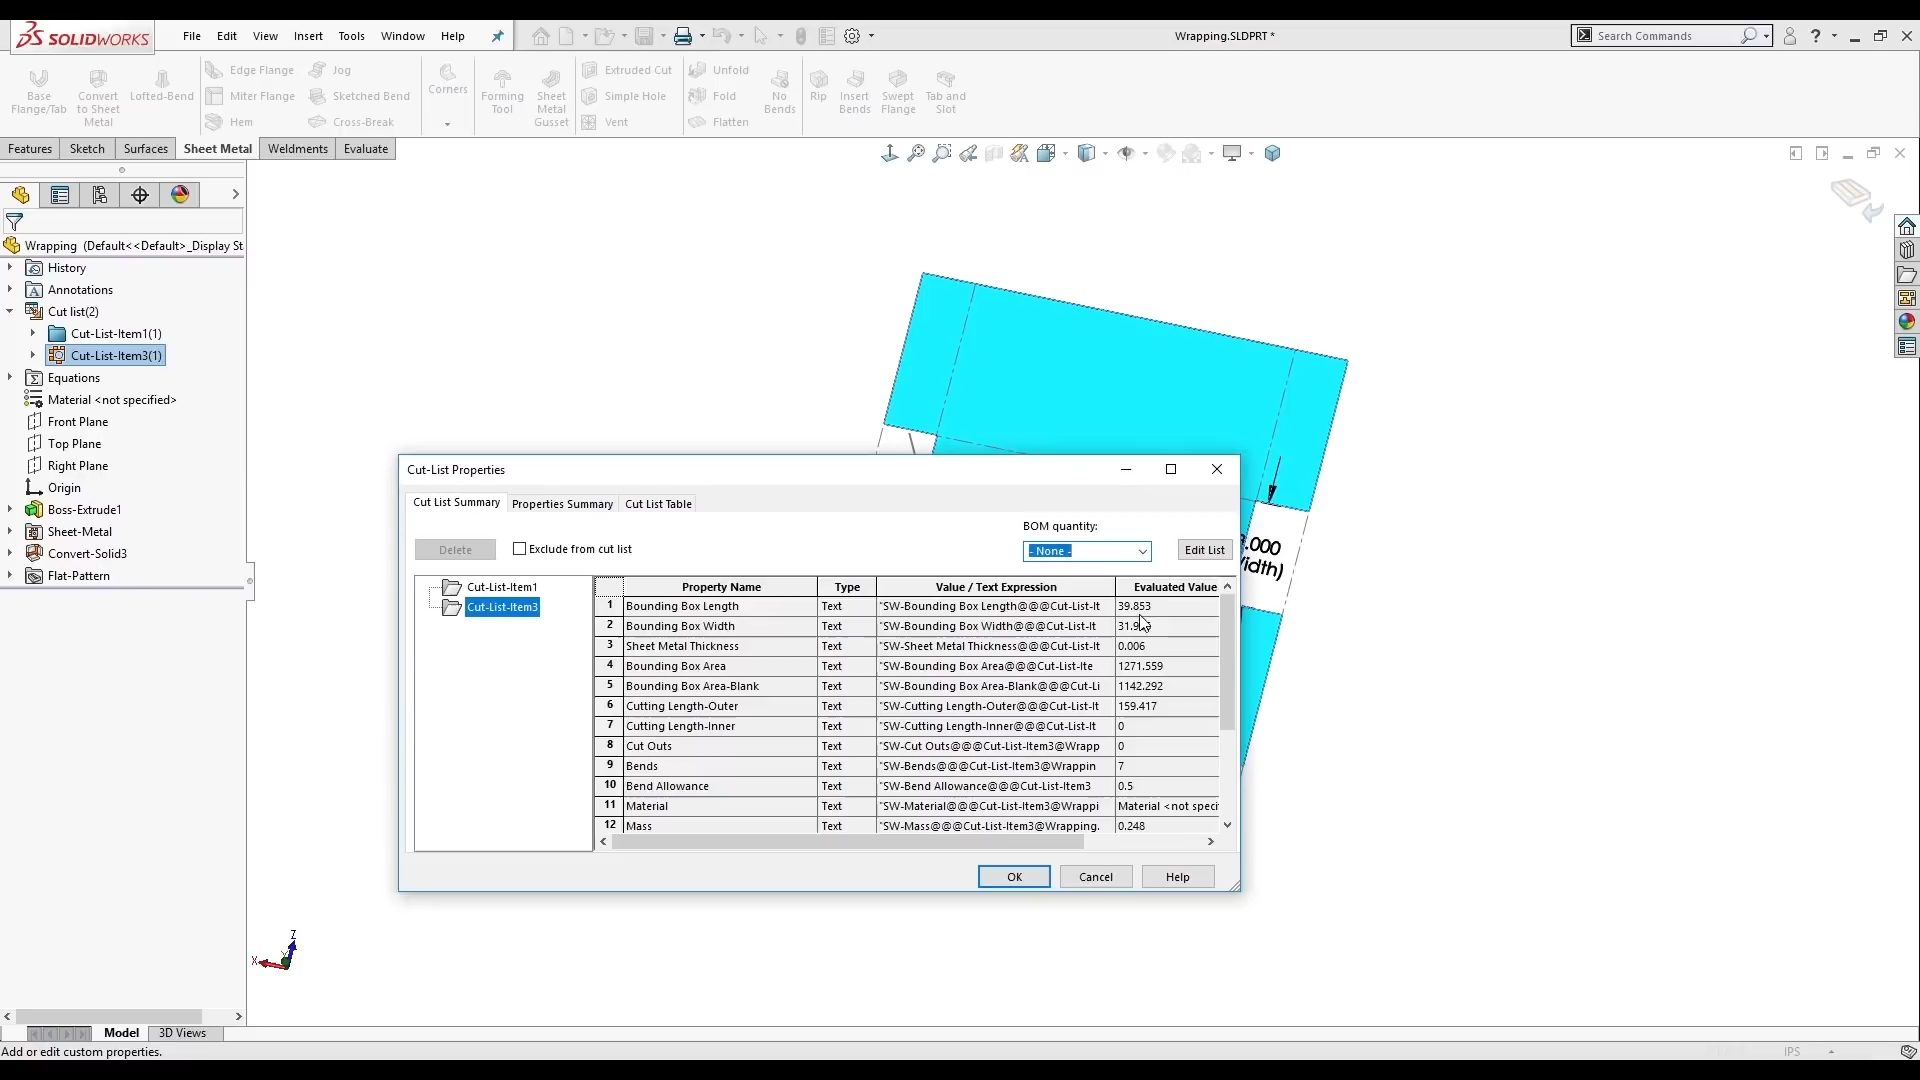 SOLIDWORKS
File Edit View Insert Tools Window Help
Wrapping.SLDPRT *
Search Commands
Base Flange/Tab
Convert to Sheet Metal
Lofted-Bend
Edge Flange
Miter Flange
Hem
Jog
Sketched Bend
Cross-Break
Corners
Forming Tool
Sheet Metal Gusset
Extruded Cut
Simple Hole
Vent
Unfold
Fold
Flatten
No Bends
Rip
Insert Bends
Swept Flange
Tab and Slot
Features Sketch Surfaces Sheet Metal Weldments Evaluate
Wrapping (Default<<Default>_Display St
History
Annotations
Cut list(2)
Cut-List-Item1(1)
Cut-List-Item3(1)
Equations
Material <not specified>
Front Plane
Top Plane
Right Plane
Origin
Boss-Extrude1
Sheet-Metal
Convert-Solid3
Flat-Pattern
.000
idth)
Cut-List Properties
Cut List Summary Properties Summary Cut List Table
BOM quantity:
Delete Exclude from cut list - None - Edit List
Cut-List-Item1
Cut-List-Item3
Property Name Type Value / Text Expression Evaluated Value
1 Bounding Box Length Text "SW-Bounding Box Length@@@Cut-List-It 39.853
2 Bounding Box Width Text "SW-Bounding Box Width@@@Cut-List-It 31.9
3 Sheet Metal Thickness Text "SW-Sheet Metal Thickness@@@Cut-List-It 0.006
4 Bounding Box Area Text "SW-Bounding Box Area@@@Cut-List-Ite 1271.559
5 Bounding Box Area-Blank Text "SW-Bounding Box Area-Blank@@@Cut-Li 1142.292
6 Cutting Length-Outer Text "SW-Cutting Length-Outer@@@Cut-List-It 159.417
7 Cutting Length-Inner Text "SW-Cutting Length-Inner@@@Cut-List-It 0
8 Cut Outs Text "SW-Cut Outs@@@Cut-List-Item3@Wrapp 0
9 Bends Text "SW-Bends@@@Cut-List-Item3@Wrappin 7
10 Bend Allowance Text "SW-Bend Allowance@@@Cut-List-Item3 0.5
11 Material Text "SW-Material@@@Cut-List-Item3@Wrappi Material <not speci
12 Mass Text "SW-Mass@@@Cut-List-Item3@Wrapping. 0.248
OK Cancel Help
Z
X
Model 3D Views
Add or edit custom properties.
IPS